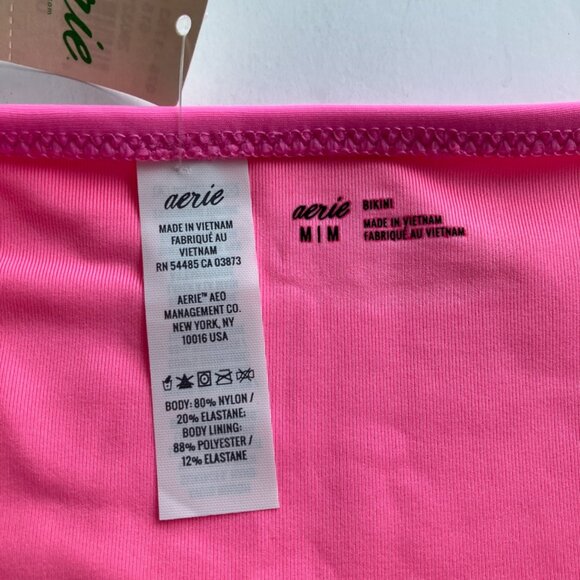 aerie
.com
aerie
MADE IN VIETNAM
FABRIQUÉ AU
VIETNAM
RN 54485 CA 03873
AERIE™ AEO
MANAGEMENT CO.
NEW YORK, NY
10016 USA
BODY: 80% NYLON /
20% ELASTANE;
BODY LINING:
88% POLYESTER /
12% ELASTANE
aerie BIKINI
M | M MADE IN VIETNAM
FABRIQUÉ AU VIETNAM